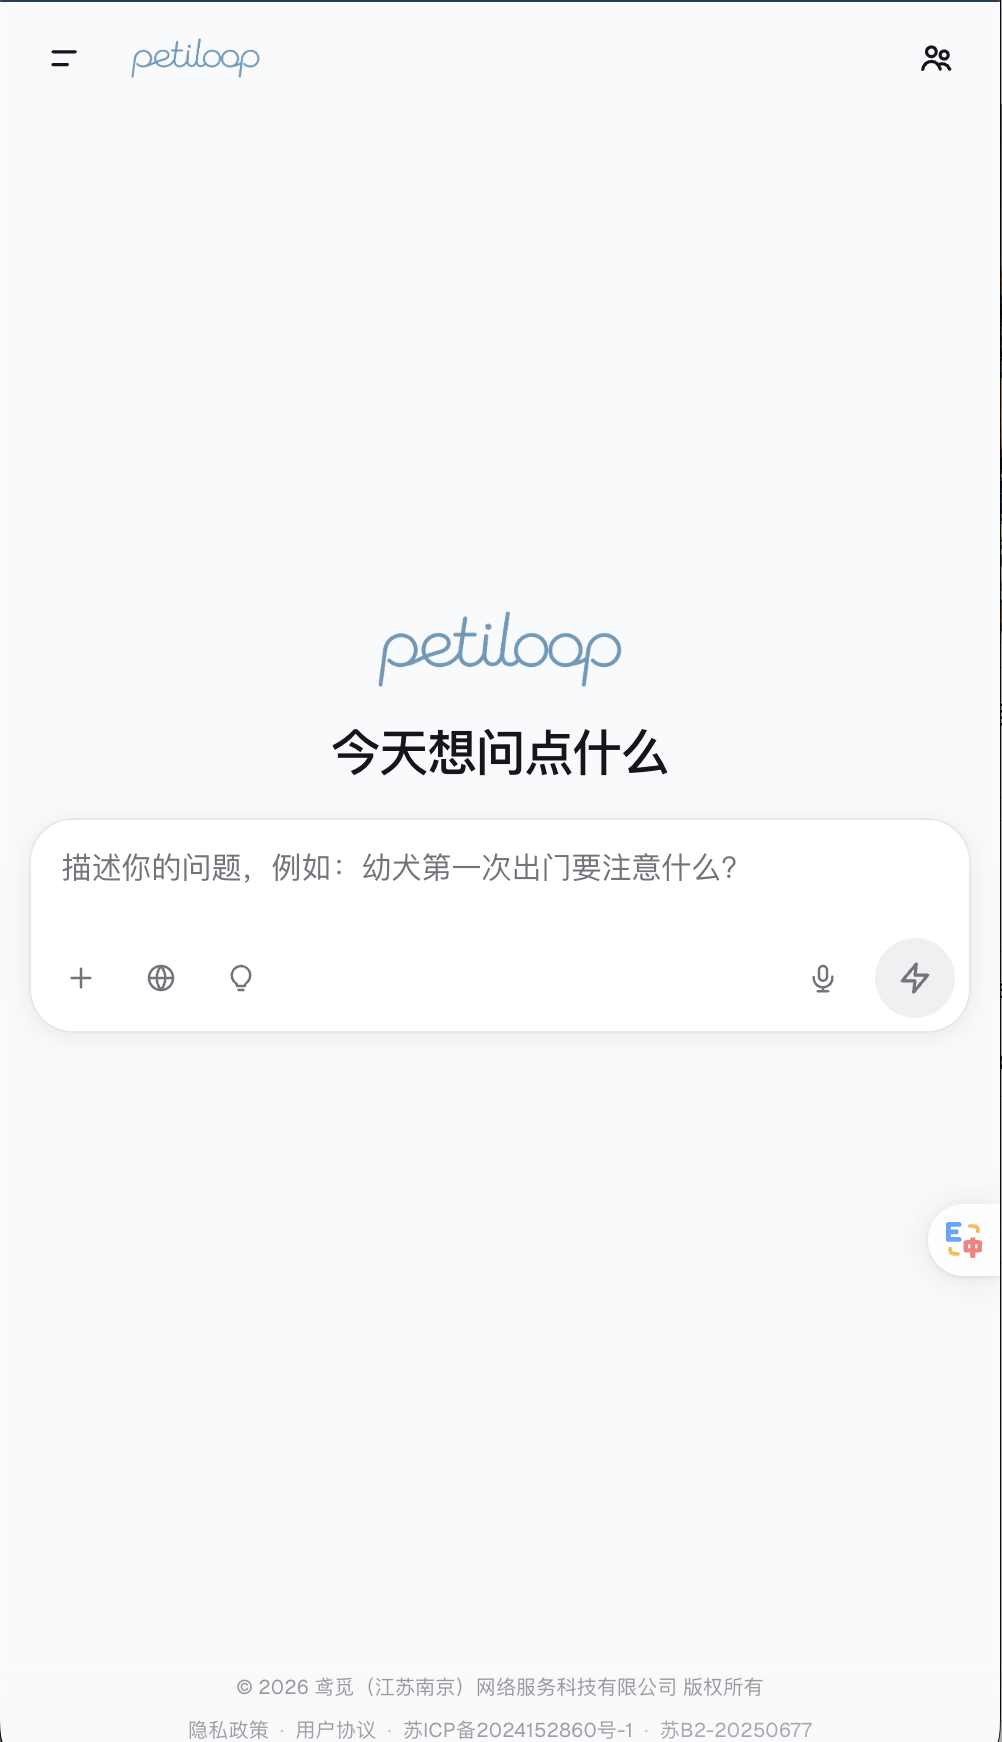 petiloop
petiloop
今天想问点什么
描述你的问题，例如：幼犬第一次出门要注意什么？
E 中
© 2026 鸢觅（江苏南京）网络服务科技有限公司 版权所有
隐私政策 · 用户协议 · 苏ICP备2024152860号-1 · 苏B2-20250677